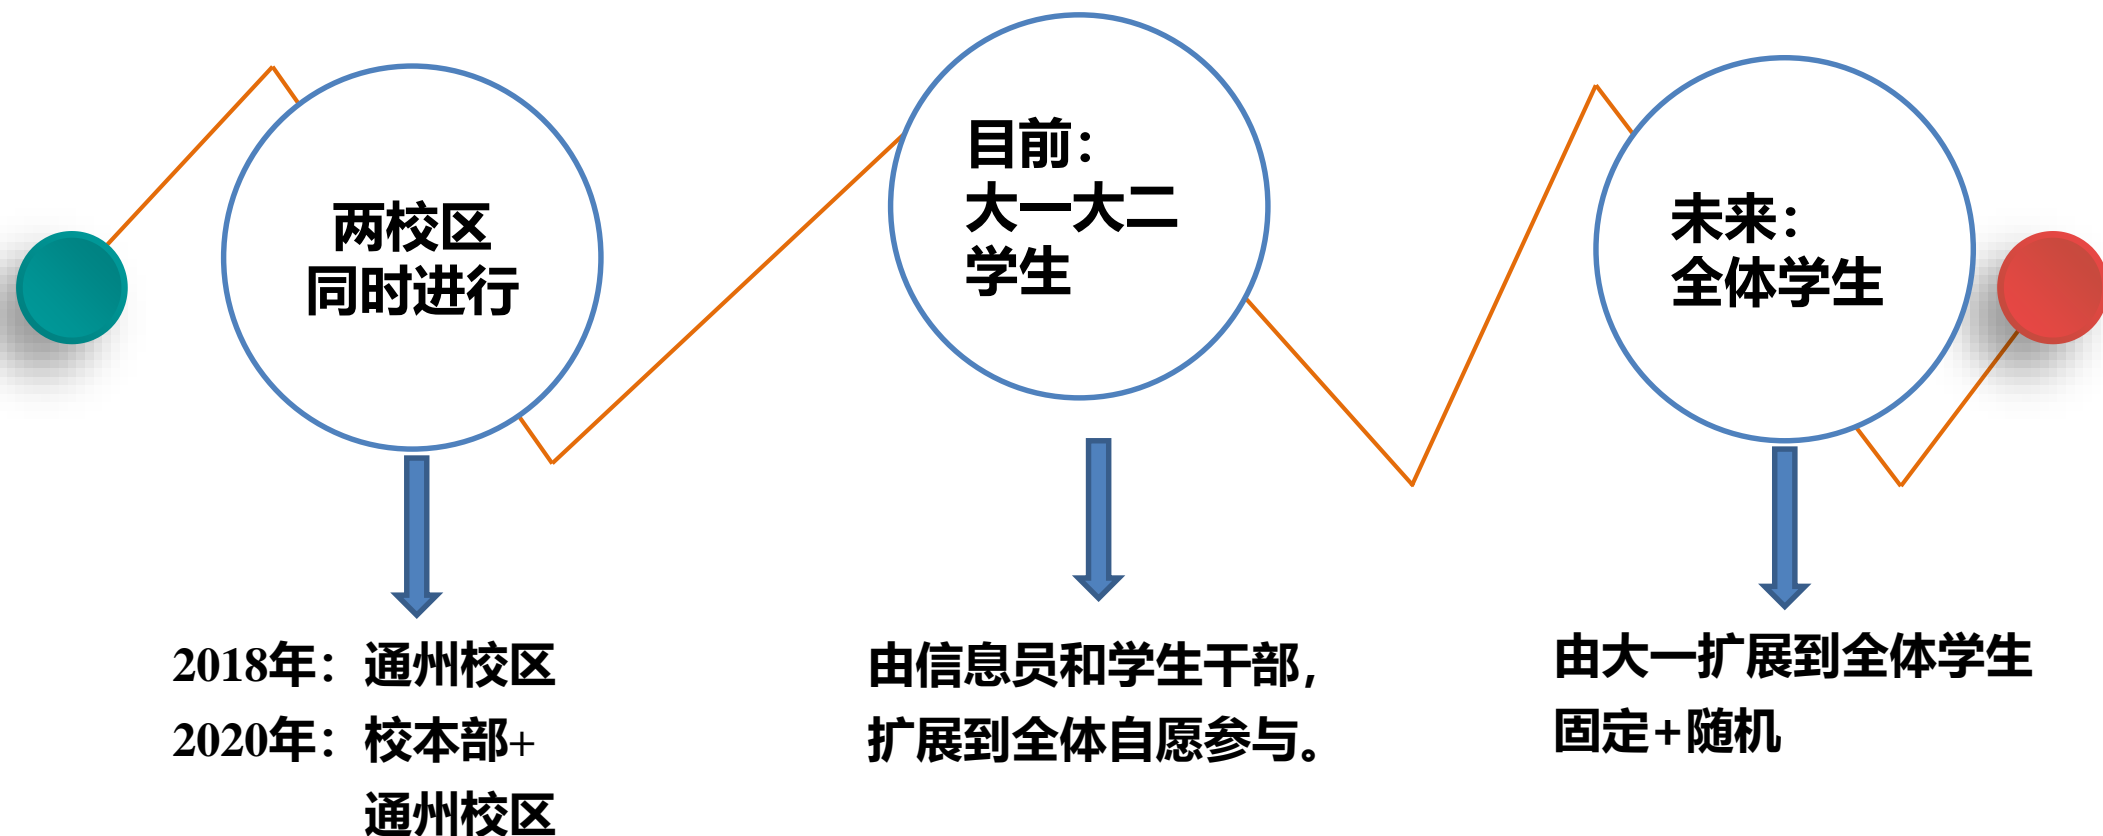 两校区
同时进行
目前：
大一大二
学生
未来：
全体学生
2018年：通州校区
2020年：校本部+
通州校区
由信息员和学生干部，
扩展到全体自愿参与。
由大一扩展到全体学生
固定+随机